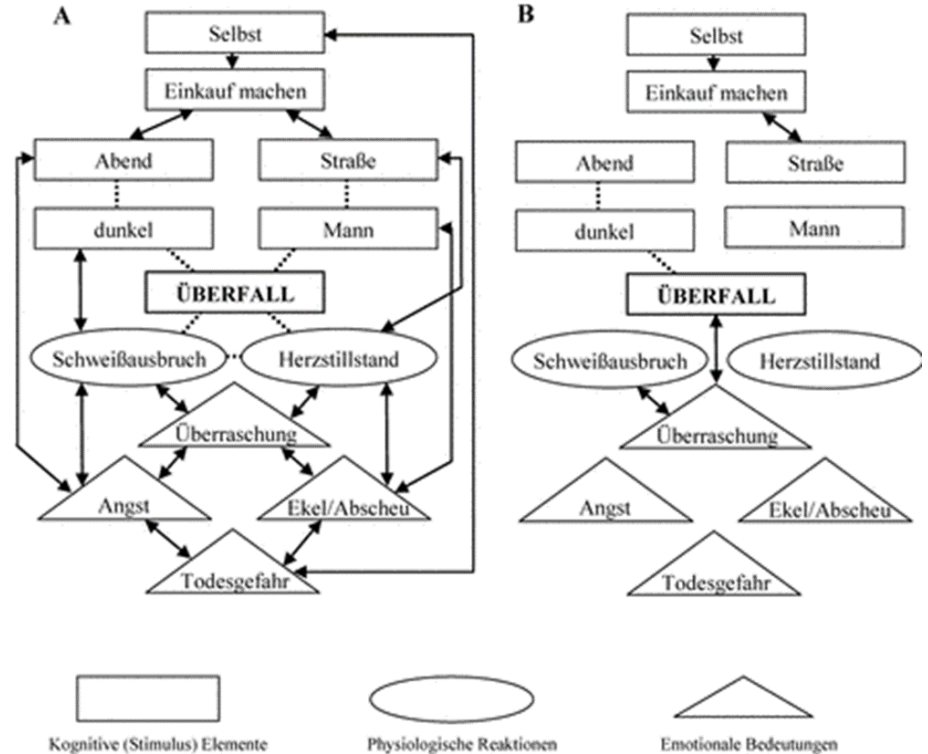 A
Selbst
Einkauf machen
Abend
Straße
dunkel
Mann
ÜBERFALL
Schweißausbruch
Herzstillstand
Überraschung
Angst
Ekel/Abscheu
Todesgefahr
B
Selbst
Einkauf machen
Abend
Straße
dunkel
Mann
ÜBERFALL
Schweißausbruch
Herzstillstand
Überraschung
Angst
Ekel/Abscheu
Todesgefahr
Kognitive (Stimulus) Elemente
Physiologische Reaktionen
Emotionale Bedeutungen